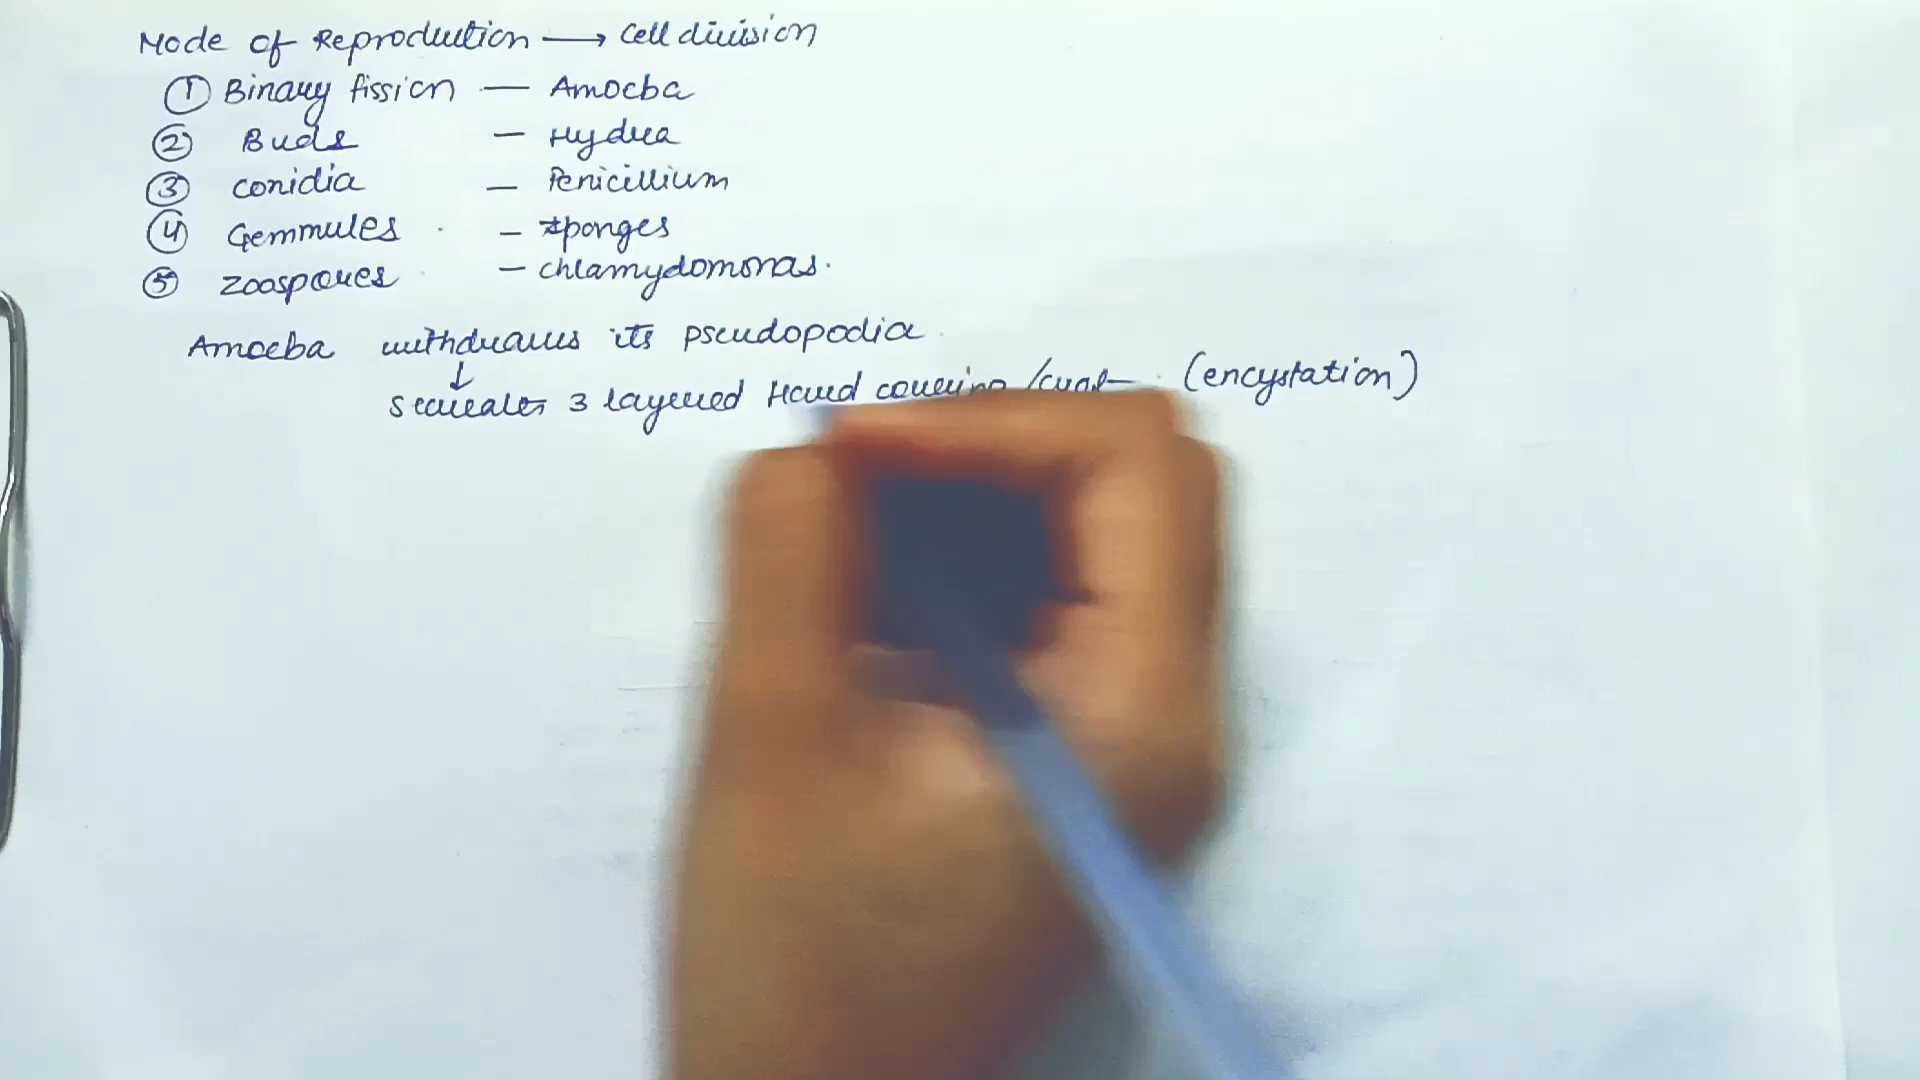 Mode of Reproduction → Cell division
① Binary fission — Amoeba
② Buds — Hydra
③ conidia — Penicillium
④ Gemmules — sponges
⑤ zoospores — chlamydomonas.
Amoeba withdraws its pseudopodia
↓
3 layered Hard covering / (encystation)